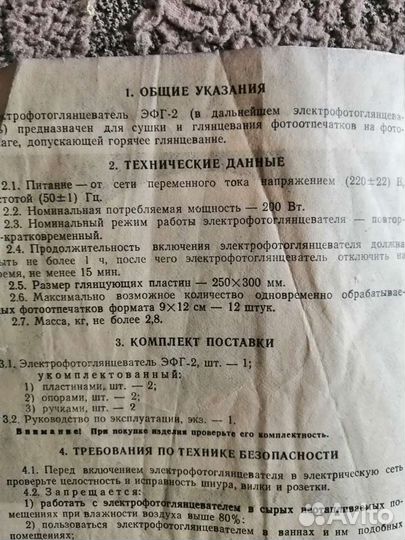 1. ОБЩИЕ УКАЗАНИЯ
ктрофотоглянцеватель ЭФГ-2 (в дальнейшем электрофотоглянцева-
ь) предназначен для сушки и глянцевания фотоотпечатков на фото-
аге, допускающей горячее глянцевание.
2. ТЕХНИЧЕСКИЕ ДАННЫЕ
2.1. Питание — от сети переменного тока напряжением (220±22) В,
стотой (50±1) Гц.
2.2. Номинальная потребляемая мощность — 200 Вт.
2.3. Номинальный режим работы электрофотоглянцевателя — повтор-
-кратковременный.
2.4. Продолжительность включения электрофотоглянцевателя должна
ыть не более 1 ч, после чего электрофотоглянцеватель отключить на
ремя, не менее 15 мин.
2.5. Размер глянцующих пластин — 250×300 мм.
2.6. Максимально возможное количество одновременно обрабатывае-
ых фотоотпечатков формата 9×12 см — 12 штук.
2.7. Масса, кг, не более 2,8.
3. КОМПЛЕКТ ПОСТАВКИ
3.1. Электрофотоглянцеватель ЭФГ-2, шт. — 1;
укомплектованный:
1) пластинами, шт. — 2;
2) опорами, шт. — 2;
3) ручками, шт. — 2
3.2. Руководство по эксплуатации, экз. — 1.
Внимание! При покупке изделия проверьте его комплектность.
4. ТРЕБОВАНИЯ ПО ТЕХНИКЕ БЕЗОПАСНОСТИ
4.1. Перед включением электрофотоглянцевателя в электрическую сеть
проверьте целостность и исправность шнура, вилки и розетки.
4.2. Запрещается:
1) работать с электрофотоглянцевателем в сырых неотапливаемых по-
мещениях при влажности воздуха выше 80%;
2) пользоваться электрофотоглянцевателем в ваннах и им подобных
помещениях;
Avito